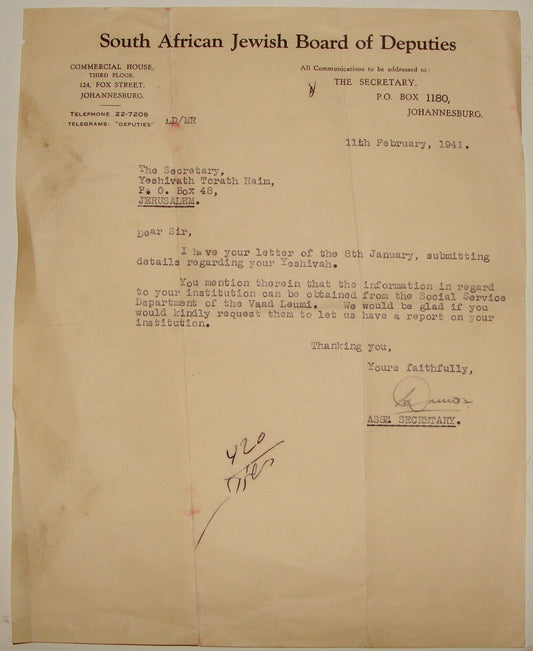 South African Jewish Board of Deputies
COMMERCIAL HOUSE,
THIRD FLOOR,
124, FOX STREET,
JOHANNESBURG.
TELEPHONE 22-7206
TELEGRAMS: "DEPUTIES"
All Communications to be addressed to:
THE SECRETARY,
P.O. BOX 1180,
JOHANNESBURG.
LD/MR
11th February, 1941.
The Secretary,
Yeshivath Torath Haim,
P. O. Box 48,
JERUSALEM.
Dear Sir,
I have your letter of the 8th January, submitting
details regarding your Yeshivah.
You mention therein that the information in regard
to your institution can be obtained from the Social Service
Department of the Vaad Leumi. We would be glad if you
would kindly request them to let us have a report on your
institution.
Thanking you,
Yours faithfully,
ASSE. SECRETARY.
420